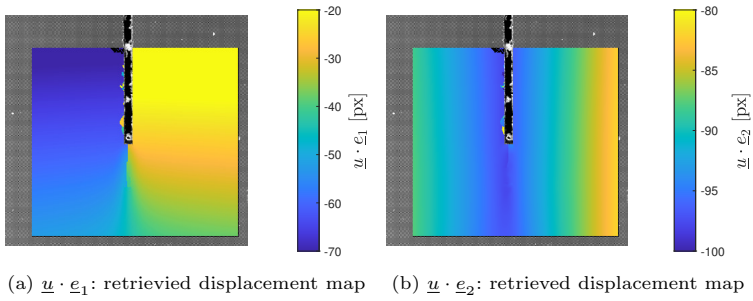 -20
-30
-40
-50
-60
-70
u · e1 [px]
-80
-85
-90
-95
-100
u · e2 [px]
(a) u · e1: retrievied displacement map
(b) u · e2: retrieved displacement map